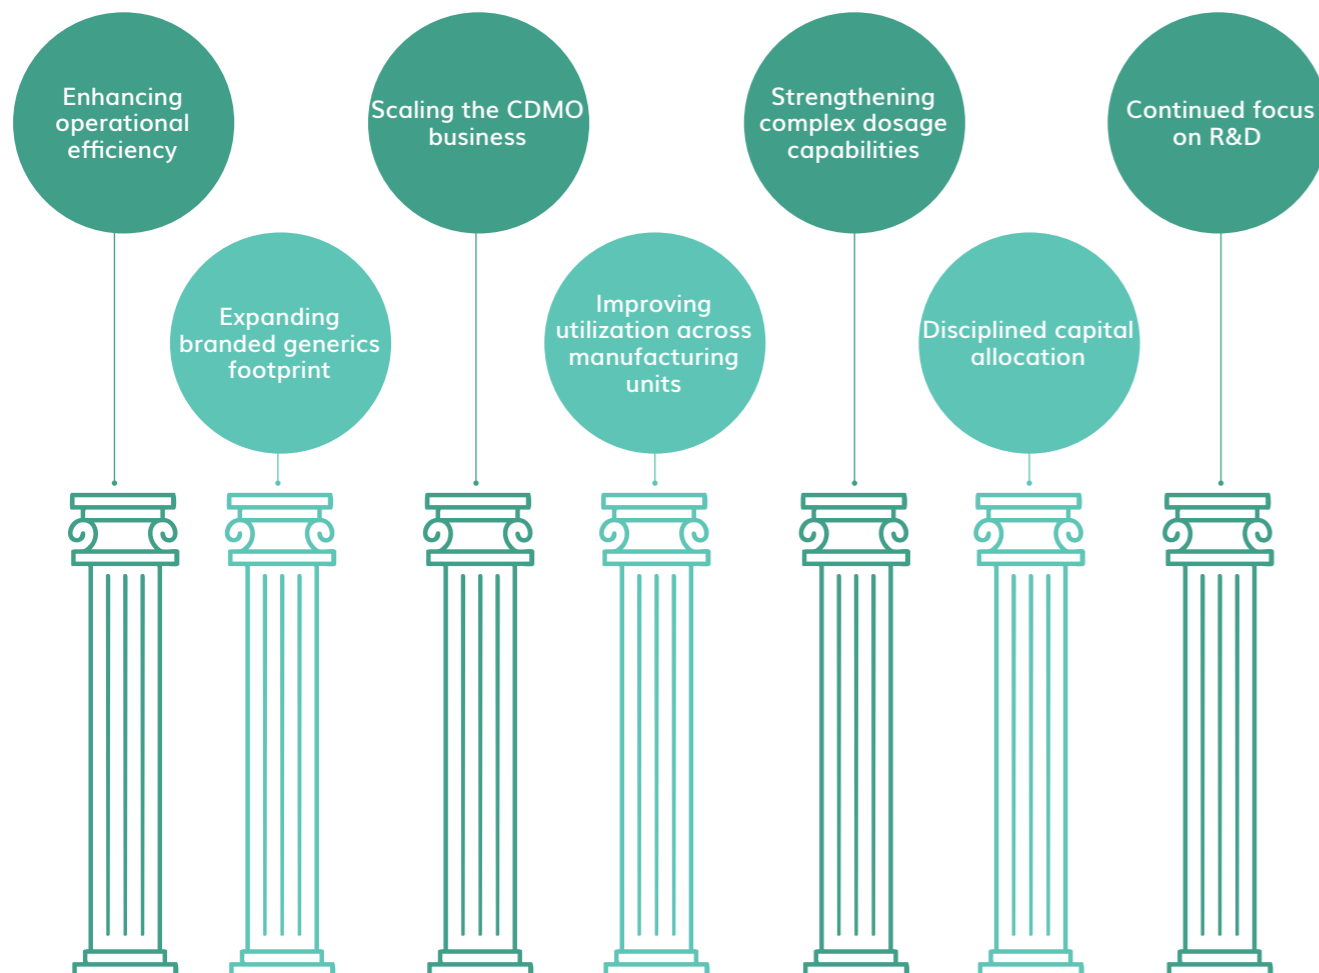 Enhancing
operational
efficiency
Expanding
branded generics
footprint
Scaling the CDMO
business
Improving
utilization across
manufacturing
units
Strengthening
complex dosage
capabilities
Disciplined capital
allocation
Continued focus
on R&D